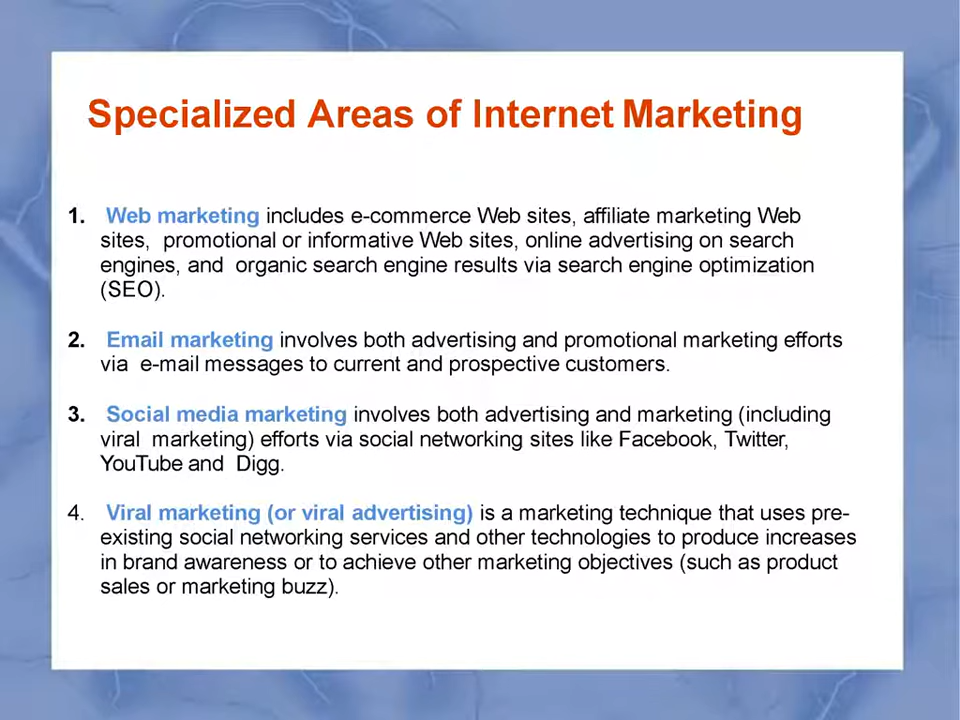 Specialized Areas of Internet Marketing
1. Web marketing includes e-commerce Web sites, affiliate marketing Web
sites, promotional or informative Web sites, online advertising on search
engines, and organic search engine results via search engine optimization
(SEO).
2. Email marketing involves both advertising and promotional marketing efforts
via e-mail messages to current and prospective customers.
3. Social media marketing involves both advertising and marketing (including
viral marketing) efforts via social networking sites like Facebook, Twitter,
YouTube and Digg.
4. Viral marketing (or viral advertising) is a marketing technique that uses pre-
existing social networking services and other technologies to produce increases
in brand awareness or to achieve other marketing objectives (such as product
sales or marketing buzz).